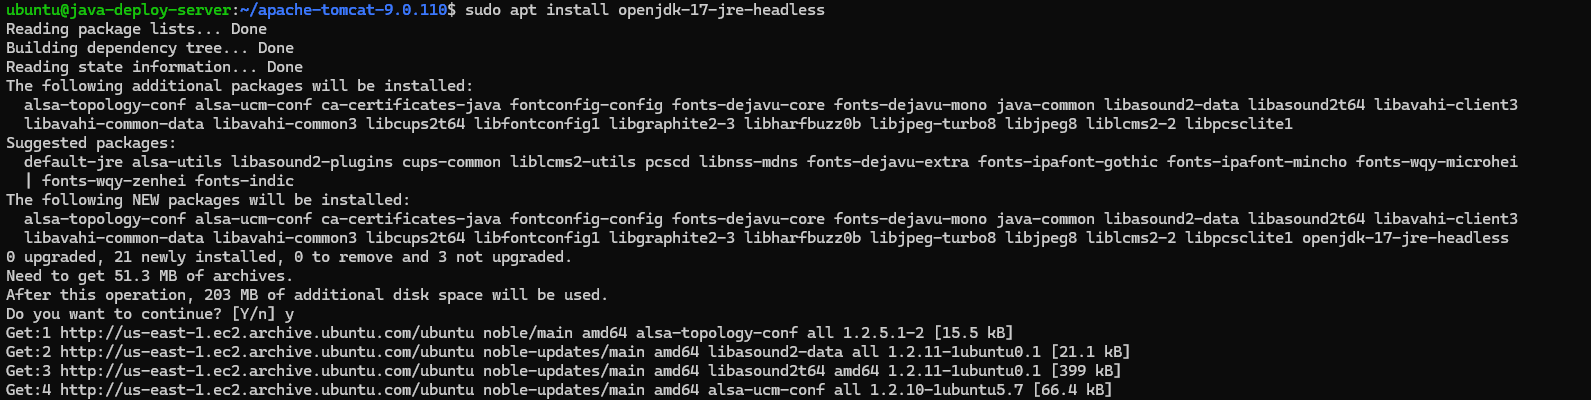 ubuntu@java-deploy-server:~/apache-tomcat-9.0.110$ sudo apt install openjdk-17-jre-headless
Reading package lists... Done
Building dependency tree... Done
Reading state information... Done
The following additional packages will be installed:
  alsa-topology-conf alsa-ucm-conf ca-certificates-java fontconfig-config fonts-dejavu-core fonts-dejavu-mono java-common libasound2-data libasound2t64 libavahi-client3
  libavahi-common-data libavahi-common3 libcups2t64 libfontconfig1 libgraphite2-3 libharfbuzz0b libjpeg-turbo8 libjpeg8 liblcms2-2 libpcsclite1
Suggested packages:
  default-jre alsa-utils libasound2-plugins cups-common liblcms2-utils pcscd libnss-mdns fonts-dejavu-extra fonts-ipafont-gothic fonts-ipafont-mincho fonts-wqy-microhei
  | fonts-wqy-zenhei fonts-indic
The following NEW packages will be installed:
  alsa-topology-conf alsa-ucm-conf ca-certificates-java fontconfig-config fonts-dejavu-core fonts-dejavu-mono java-common libasound2-data libasound2t64 libavahi-client3
  libavahi-common-data libavahi-common3 libcups2t64 libfontconfig1 libgraphite2-3 libharfbuzz0b libjpeg-turbo8 libjpeg8 liblcms2-2 libpcsclite1 openjdk-17-jre-headless
0 upgraded, 21 newly installed, 0 to remove and 3 not upgraded.
Need to get 51.3 MB of archives.
After this operation, 203 MB of additional disk space will be used.
Do you want to continue? [Y/n] y
Get:1 http://us-east-1.ec2.archive.ubuntu.com/ubuntu noble/main amd64 alsa-topology-conf all 1.2.5.1-2 [15.5 kB]
Get:2 http://us-east-1.ec2.archive.ubuntu.com/ubuntu noble-updates/main amd64 libasound2-data all 1.2.11-1ubuntu0.1 [21.1 kB]
Get:3 http://us-east-1.ec2.archive.ubuntu.com/ubuntu noble-updates/main amd64 libasound2t64 amd64 1.2.11-1ubuntu0.1 [399 kB]
Get:4 http://us-east-1.ec2.archive.ubuntu.com/ubuntu noble-updates/main amd64 alsa-ucm-conf all 1.2.10-1ubuntu5.7 [66.4 kB]